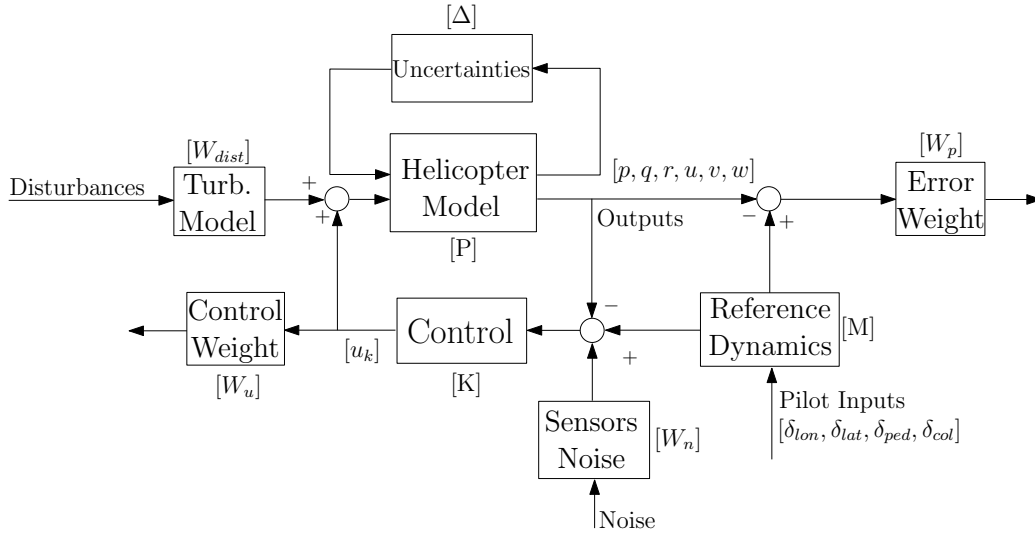 [Δ]
Uncertainties
[W_dist]
[W_p]
Disturbances
Turb.
Model
+
+
Helicopter
Model
[p, q, r, u, v, w]
−
+
Error
Weight
Outputs
[P]
Control
Weight
[u_k]
Control
−
+
Reference
Dynamics
[M]
[W_u]
[K]
Pilot Inputs
[δ_lon, δ_lat, δ_ped, δ_col]
Sensors
Noise
[W_n]
Noise